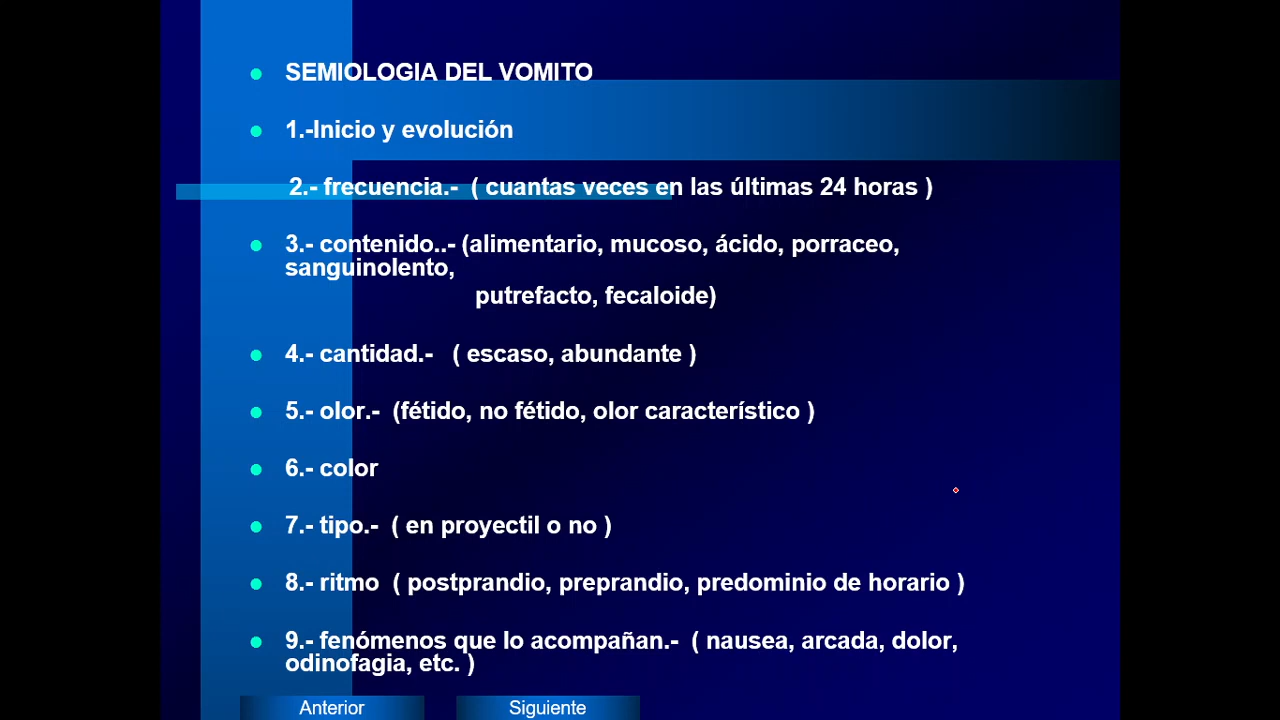 SEMIOLOGIA DEL VOMITO
1.-Inicio y evolución
2.- frecuencia.- ( cuantas veces en las últimas 24 horas )
3.- contenido..- (alimentario, mucoso, ácido, porraceo,
sanguinolento,
putrefacto, fecaloide)
4.- cantidad.- ( escaso, abundante )
5.- olor.- (fétido, no fétido, olor característico )
6.- color
7.- tipo.- ( en proyectil o no )
8.- ritmo ( postprandio, preprandio, predominio de horario )
9.- fenómenos que lo acompañan.- ( nausea, arcada, dolor,
odinofagia, etc. )
Anterior Siguiente